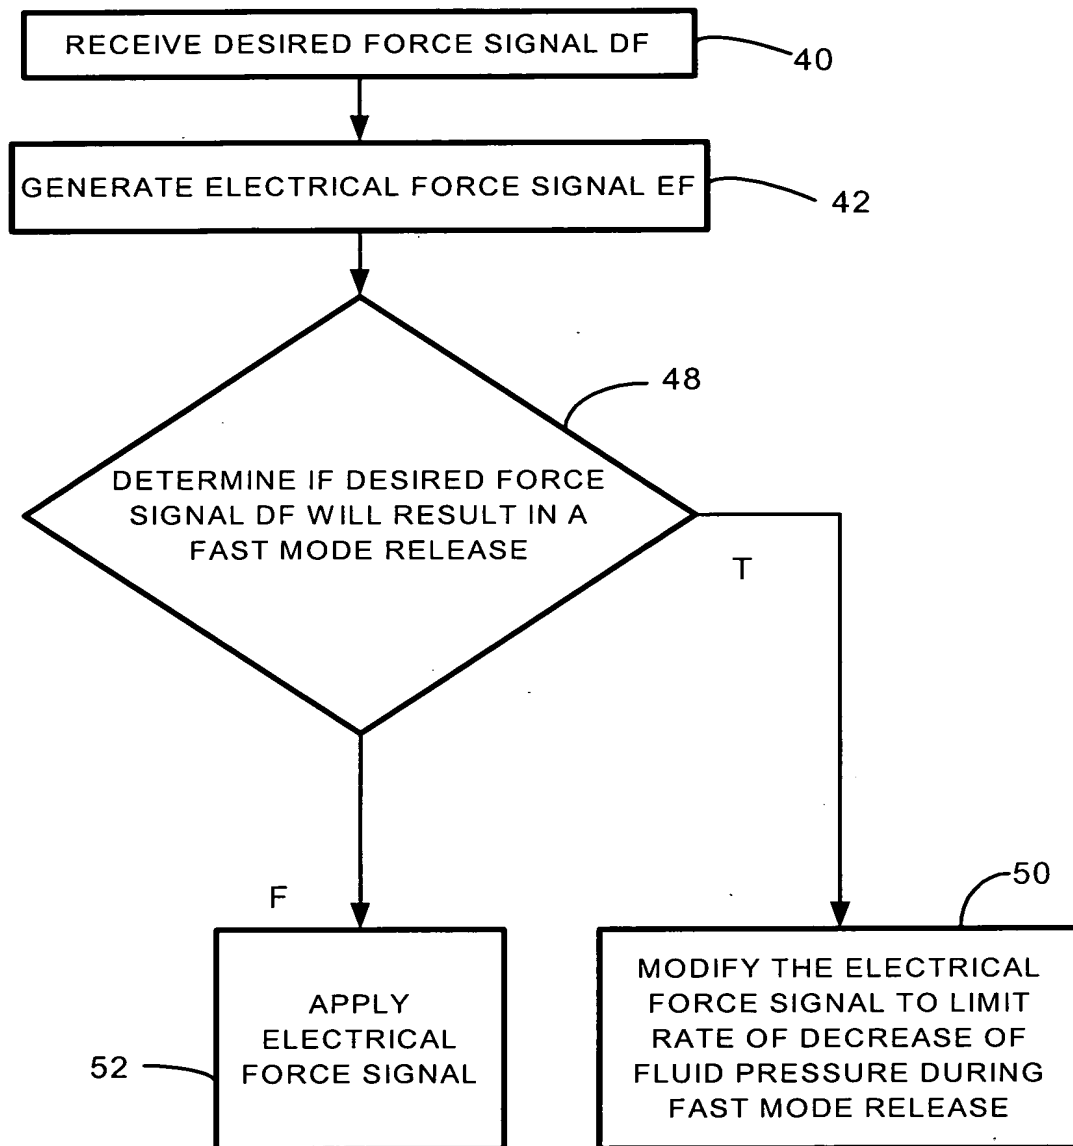 RECEIVE DESIRED FORCE SIGNAL DF
40
GENERATE ELECTRICAL FORCE SIGNAL EF
42
48
DETERMINE IF DESIRED FORCE
SIGNAL DF WILL RESULT IN A
FAST MODE RELEASE
T
F
50
APPLY
ELECTRICAL
FORCE SIGNAL
52
MODIFY THE ELECTRICAL
FORCE SIGNAL TO LIMIT
RATE OF DECREASE OF
FLUID PRESSURE DURING
FAST MODE RELEASE